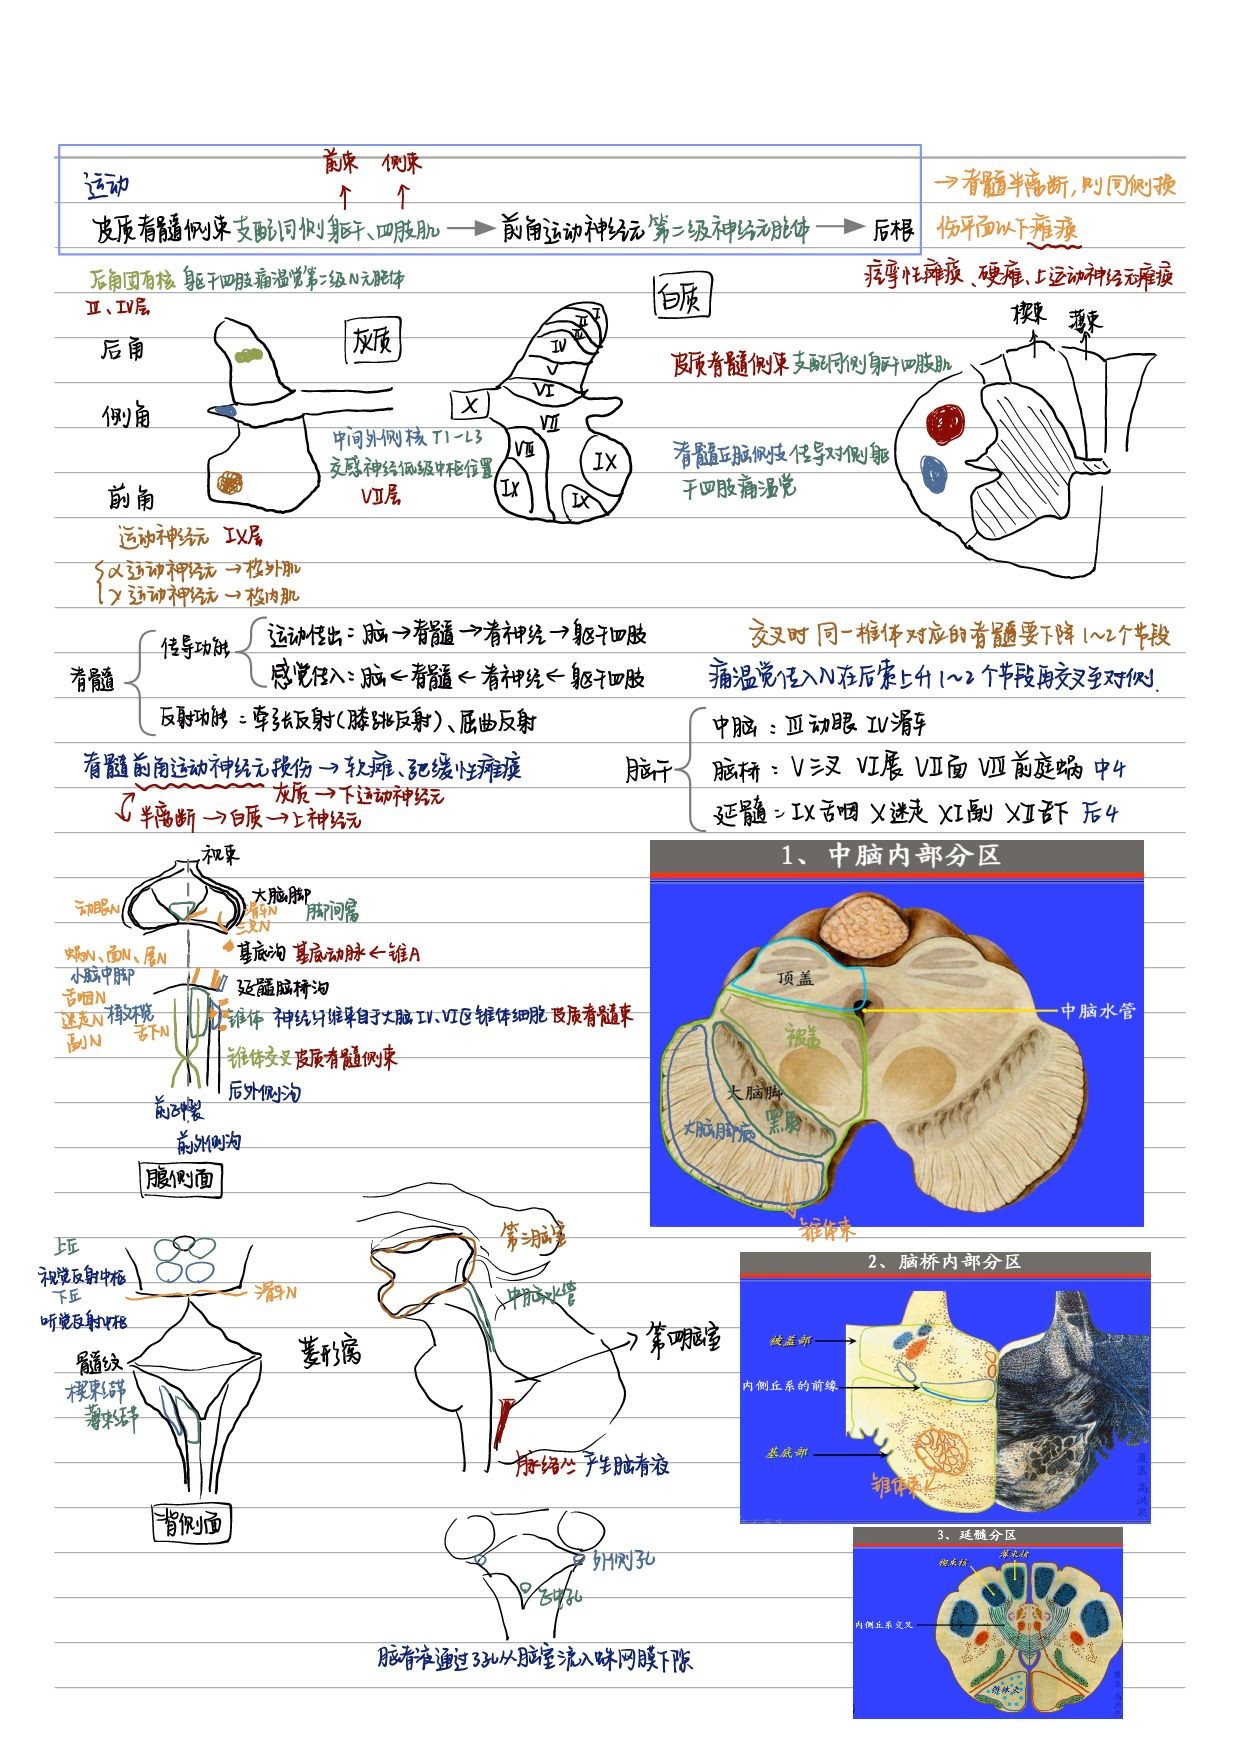 前束 侧束
运动
皮质脊髓侧束 支配同侧躯干、四肢肌 → 前角运动神经元 第二级神经元胞体 → 后根
→ 脊髓半离断,则同侧损
伤平面以下瘫痪
痉挛性瘫痪、硬瘫、上运动神经元瘫痪
后角固有核 躯干四肢痛温觉第二级N元胞体
II、IV层
后角
侧角
前角
灰质
中间外侧核 T1-L3
交感神经低级中枢位置
VII层
运动神经元 IX层
α运动神经元 → 梭外肌
γ运动神经元 → 梭内肌
白质
I
II
IV
V
VI
X
VII
VIII
IX
IX
IX
楔束 薄束
皮质脊髓侧束 支配同侧躯干四肢肌
脊髓丘脑侧束 传导对侧躯
干四肢痛温觉
脊髓
传导功能
运动传出:脑→脊髓→脊神经→躯干四肢
感觉传入:脑←脊髓←脊神经←躯干四肢
反射功能:牵张反射(膝跳反射)、屈曲反射
交叉时 同一椎体对应的脊髓要下降1~2个节段
痛温觉传入N在后索上升1~2个节段再交叉至对侧.
脊髓前角运动神经元损伤→软瘫、弛缓性瘫痪
灰质→下运动神经元
半离断→白质→上神经元
脑干
中脑: III动眼 IV滑车
脑桥: V三叉 VI展 VII面 VIII前庭蜗 中4
延髓: IX舌咽 X迷走 XI副 XII舌下 后4
视束
动眼N
大脑脚
滑车N
脚间窝
三叉N
蜗N、面N、展N
基底沟 基底动脉←椎A
小脑中脚
延髓脑桥沟
舌咽N
迷走N
副N
橄榄
舌下N
锥体 神经纤维来自于大脑IV、VI区锥体细胞 皮质脊髓束
锥体交叉 皮质脊髓侧束
后外侧沟
前正中裂
前外侧沟
腹侧面
1、中脑内部分区
顶盖
中脑水管
被盖
大脑脚
黑质
大脑脚底
锥体束
上丘
视觉反射中枢
下丘
听觉反射中枢
滑车N
髓纹
楔束结节
薄束结节
菱形窝
背侧面
第三脑室
中脑水管
第四脑室
脉络丛 产生脑脊液
外侧孔
正中孔
脑脊液通过3孔从脑室流入蛛网膜下隙
2、脑桥内部分区
被盖部
内侧丘系的前缘
基底部
锥体束
厦医 高洪泉
3、延髓分区
楔束核
薄束核
内侧丘系交叉
锥体束
厦医 高洪泉